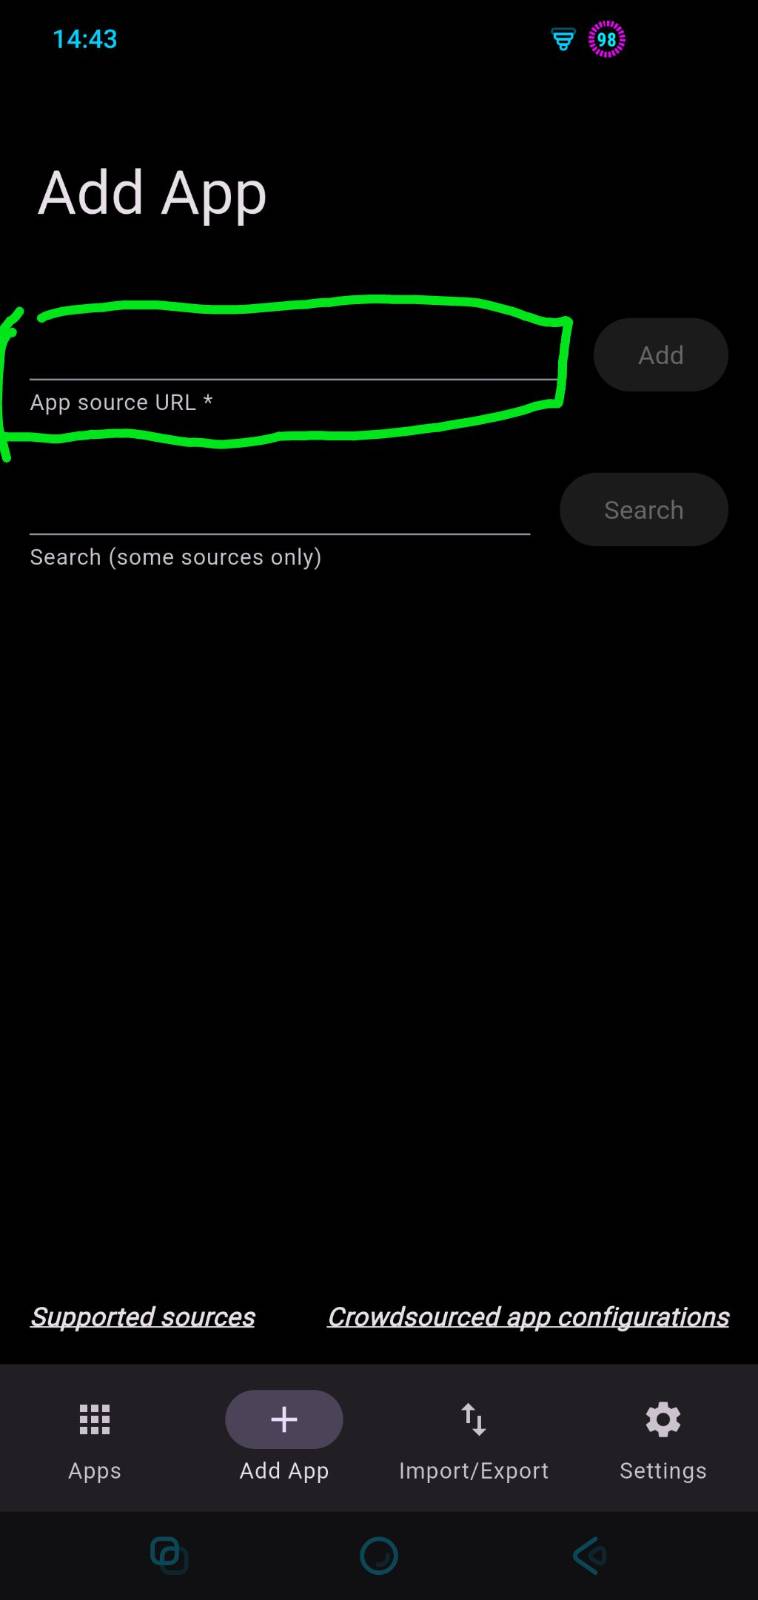 14:43
98
Add App
Add
App source URL *
Search
Search (some sources only)
Supported sources
Crowdsourced app configurations
Apps
Add App
Import/Export
Settings